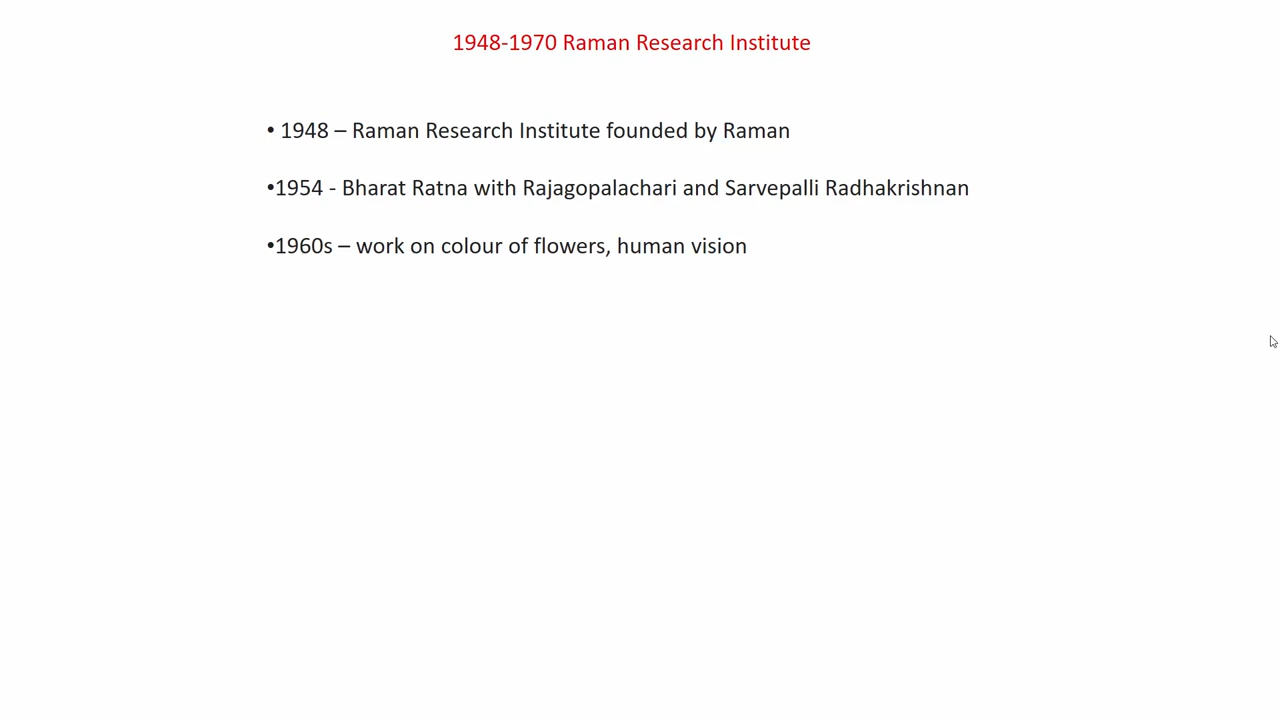 1948-1970 Raman Research Institute
• 1948 – Raman Research Institute founded by Raman
•1954 - Bharat Ratna with Rajagopalachari and Sarvepalli Radhakrishnan
•1960s – work on colour of flowers, human vision